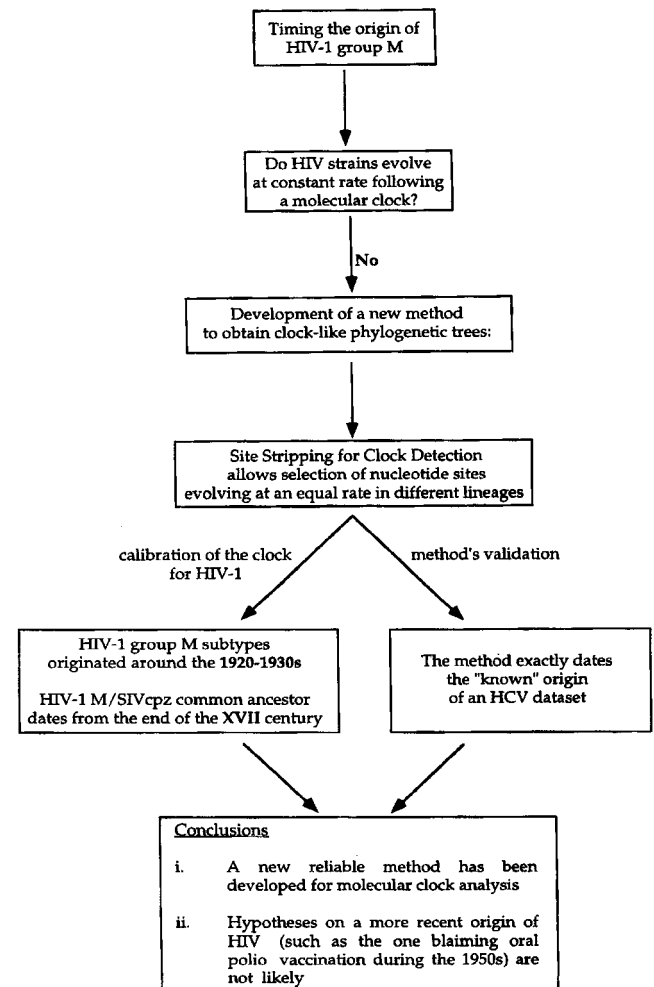 Timing the origin of
HIV-1 group M
Do HIV strains evolve
at constant rate following
a molecular clock?
No
Development of a new method
to obtain clock-like phylogenetic trees:
Site Stripping for Clock Detection
allows selection of nucleotide sites
evolving at an equal rate in different lineages
calibration of the clock
for HIV-1
method's validation
HIV-1 group M subtypes
originated around the 1920-1930s
HIV-1 M/SIVcpz common ancestor
dates from the end of the XVII century
The method exactly dates
the "known" origin
of an HCV dataset
Conclusions
i. A new reliable method has been
developed for molecular clock analysis
ii. Hypotheses on a more recent origin of
HIV (such as the one blaiming oral
polio vaccination during the 1950s) are
not likely